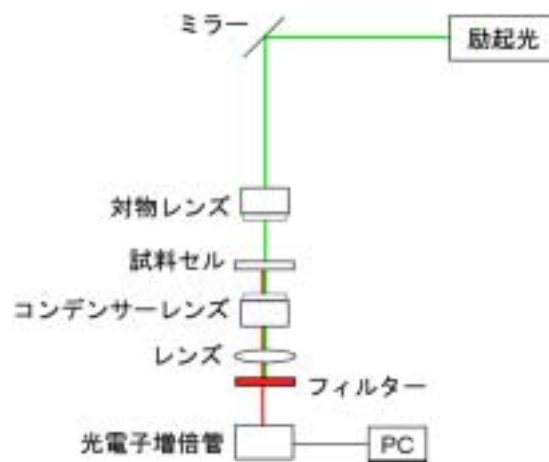 ミラー
励起光
対物レンズ
試料セル
コンデンサーレンズ
レンズ
フィルター
光電子増倍管
PC